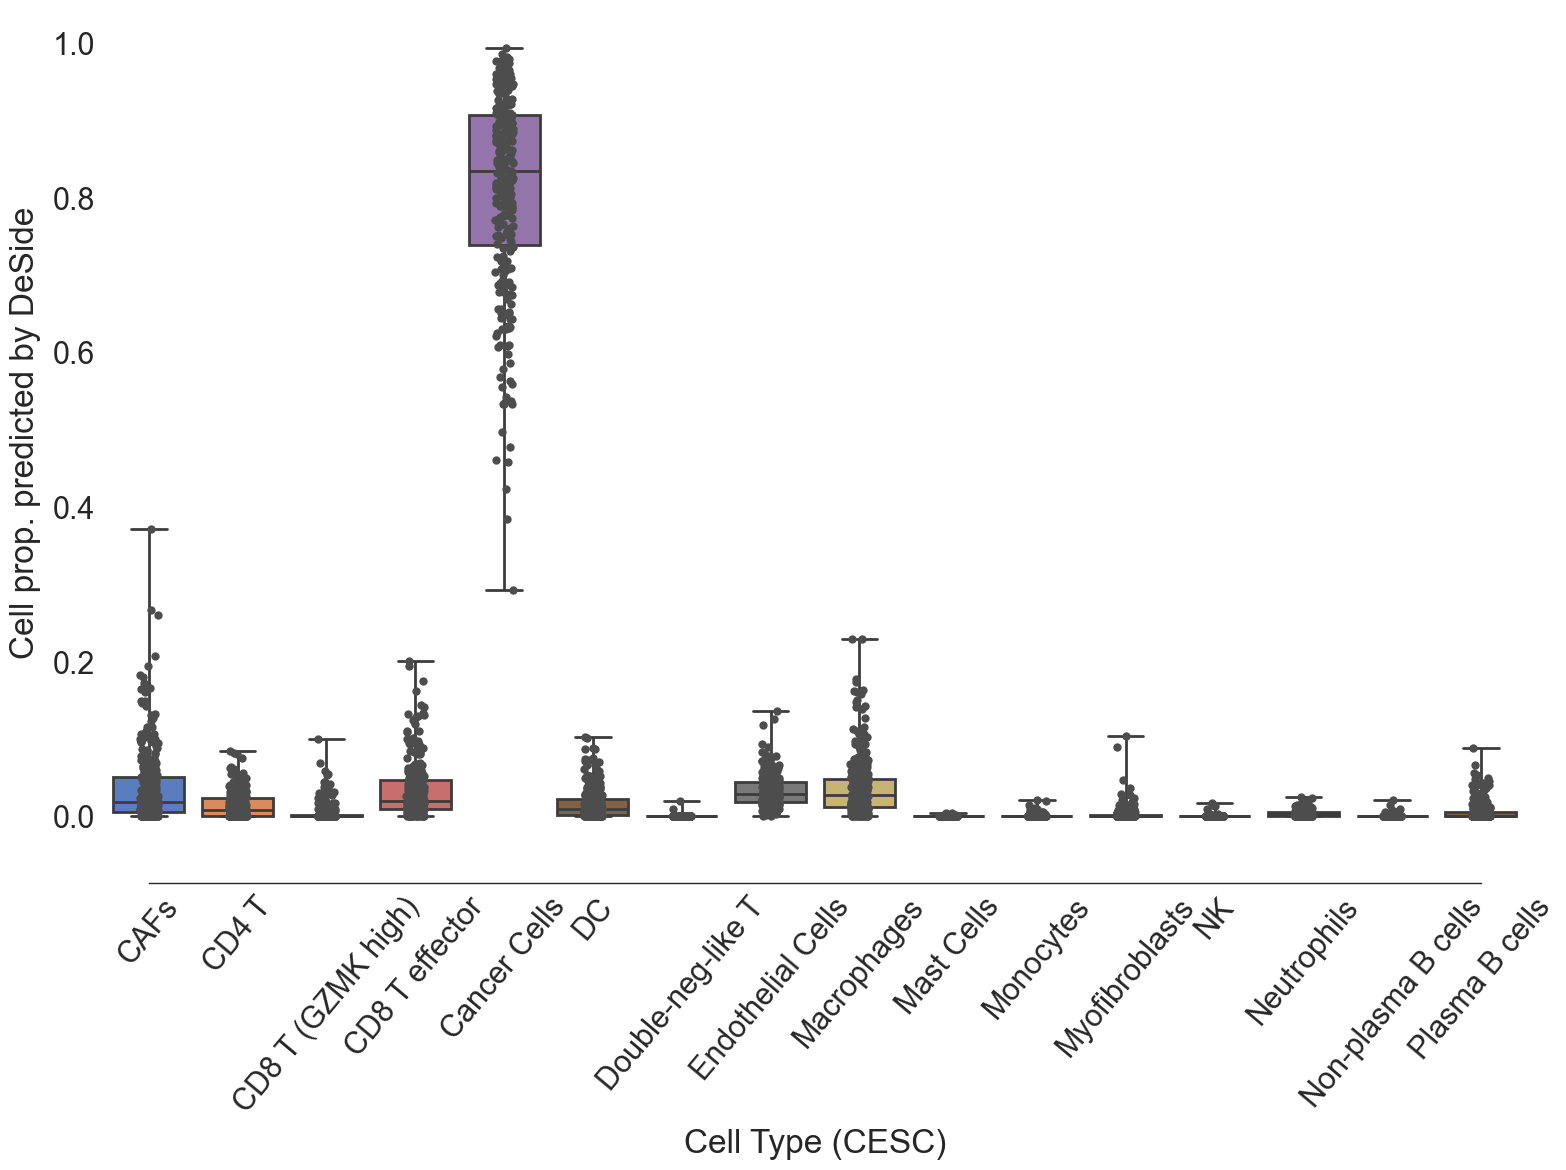 Cell prop. predicted by DeSide
1.0
0.8
0.6
0.4
0.2
0.0
CAFs
CD4 T
CD8 T (GZMK high)
CD8 T effector
Cancer Cells
DC
Double-neg-like T
Endothelial Cells
Macrophages
Mast Cells
Monocytes
Myofibroblasts
NK
Neutrophils
Non-plasma B cells
Plasma B cells
Cell Type (CESC)